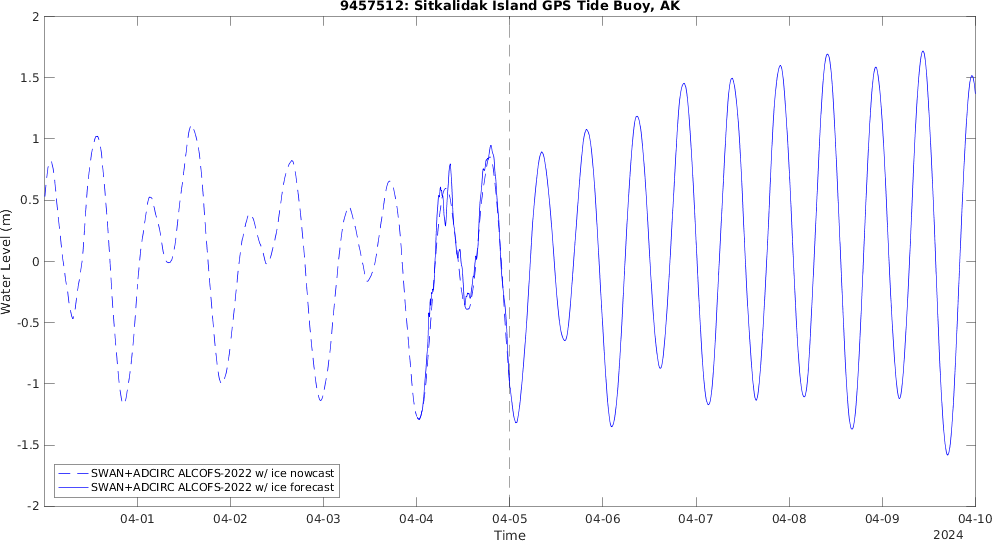 9457512: Sitkalidak Island GPS Tide Buoy, AK
2
1.5
1
0.5
0
-0.5
-1
-1.5
-2
Water Level (m)
SWAN+ADCIRC ALCOFS-2022 w/ ice nowcast
SWAN+ADCIRC ALCOFS-2022 w/ ice forecast
04-01 04-02 04-03 04-04 04-05 04-06 04-07 04-08 04-09 04-10
Time
2024